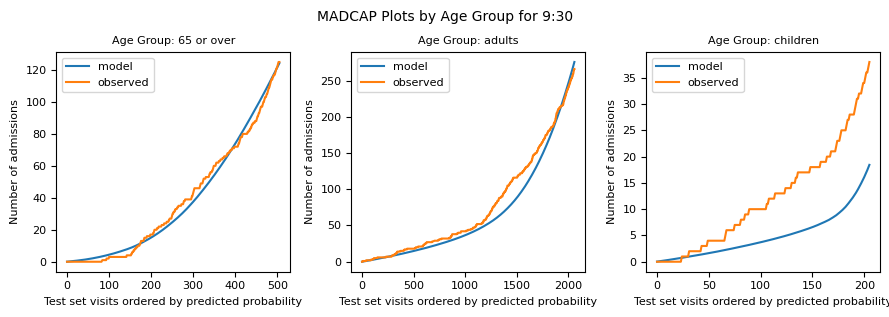 MADCAP Plots by Age Group for 9:30
Age Group: 65 or over
model
observed
Number of admissions
0
20
40
60
80
100
120
0
100
200
300
400
500
Test set visits ordered by predicted probability
Age Group: adults
model
observed
Number of admissions
0
50
100
150
200
250
0
500
1000
1500
2000
Test set visits ordered by predicted probability
Age Group: children
model
observed
Number of admissions
0
5
10
15
20
25
30
35
0
50
100
150
200
Test set visits ordered by predicted probability